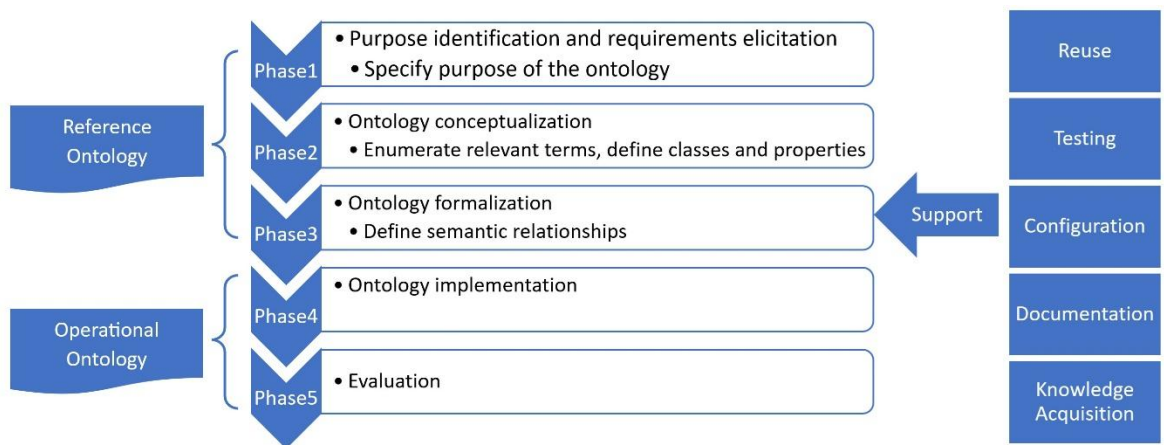 Reference
Ontology
Operational
Ontology
Phase1
• Purpose identification and requirements elicitation
• Specify purpose of the ontology
Phase2
• Ontology conceptualization
• Enumerate relevant terms, define classes and properties
Phase3
• Ontology formalization
• Define semantic relationships
Phase4
• Ontology implementation
Phase5
• Evaluation
Support
Reuse
Testing
Configuration
Documentation
Knowledge
Acquisition